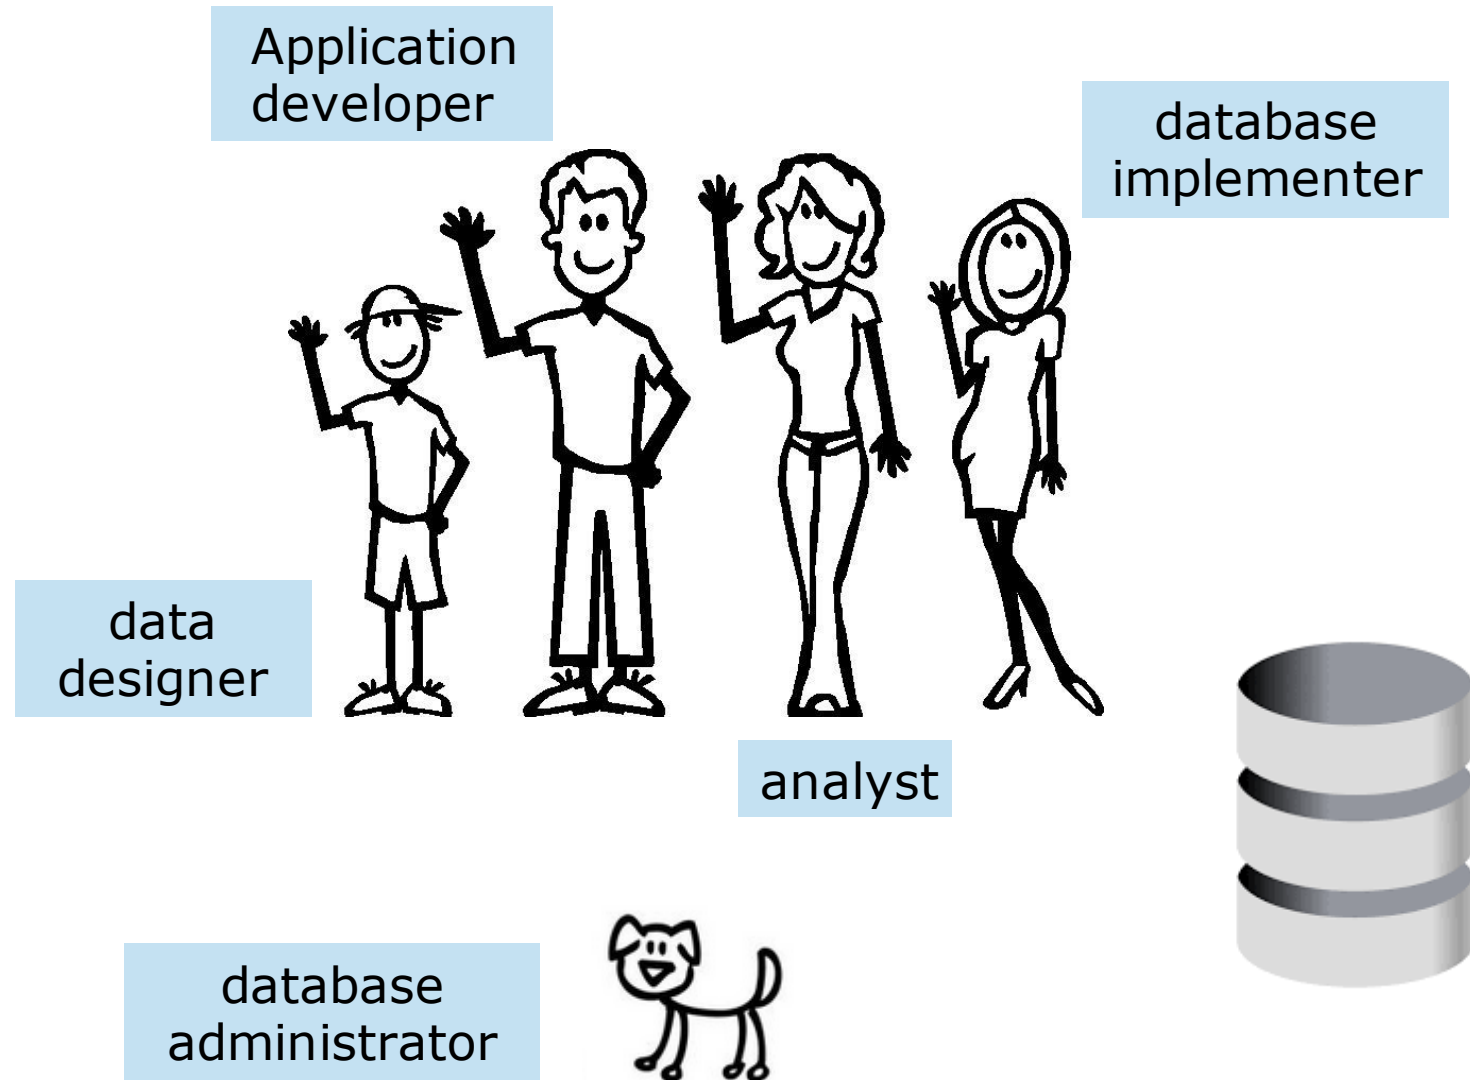 Application
developer
database
implementer
data
designer
analyst
database
administrator